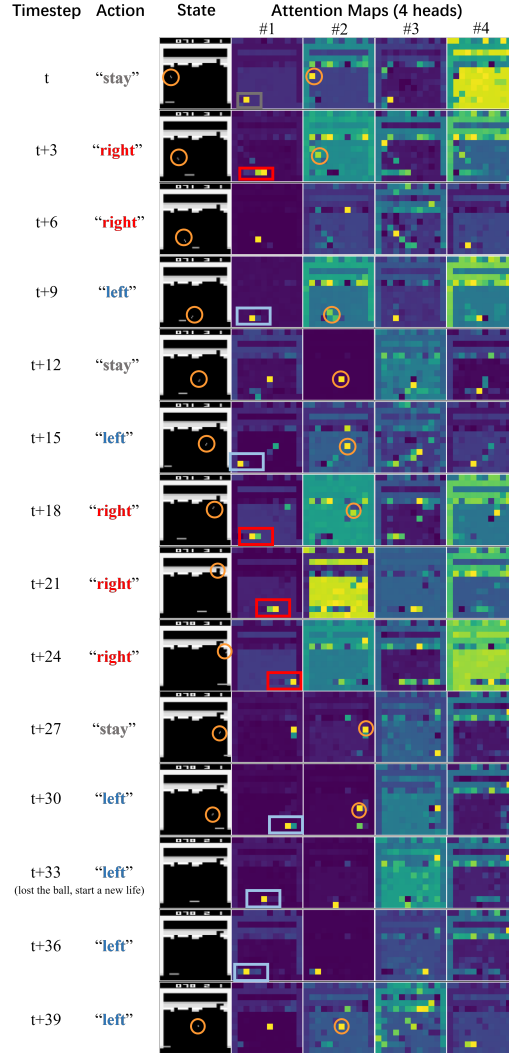 Timestep Action State Attention Maps (4 heads)
#1 #2 #3 #4
t "stay"
t+3 "right"
t+6 "right"
t+9 "left"
t+12 "stay"
t+15 "left"
t+18 "right"
t+21 "right"
t+24 "right"
t+27 "stay"
t+30 "left"
t+33 "left"
(lost the ball, start a new life)
t+36 "left"
t+39 "left"